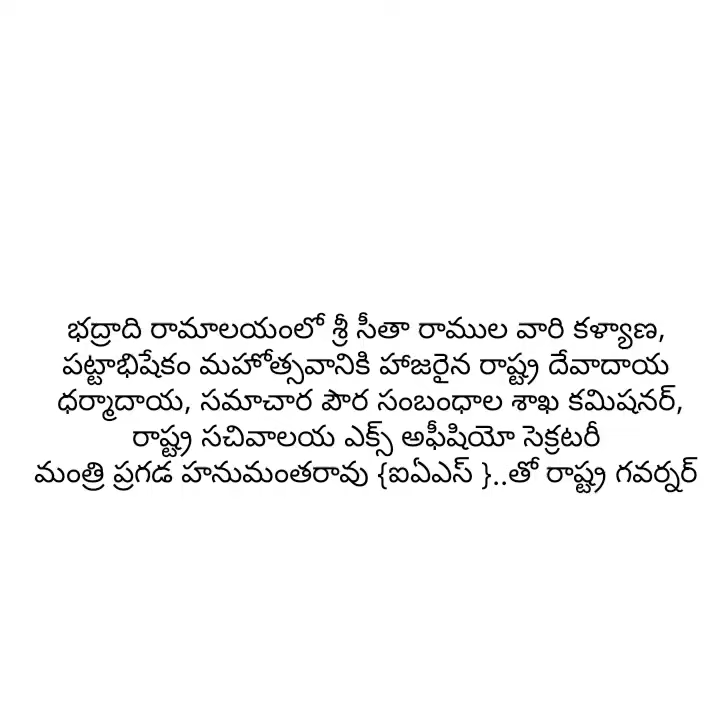 భద్రాది రామాలయంలో శ్రీ సీతా రాముల వారి కళ్యాణ,
పట్టాభిషేకం మహోత్సవానికి హాజరైన రాష్ట్ర దేవాదాయ
ధర్మాదాయ, సమాచార పౌర సంబంధాల శాఖ కమిషనర్,
రాష్ట్ర సచివాలయ ఎక్స్ అఫీషియో సెక్రటరీ
మంత్రి ప్రగడ హనుమంతరావు {ఐఏఎస్ }..తో రాష్ట్ర గవర్నర్